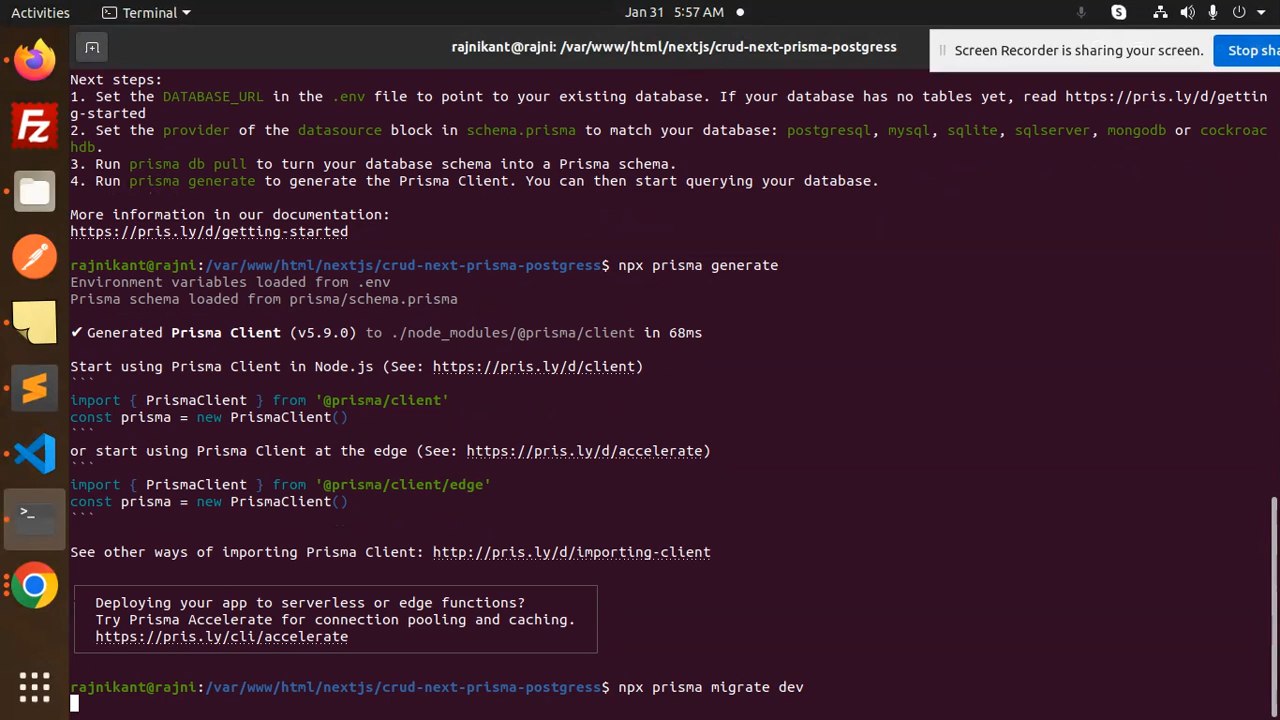 Activities
Terminal
Jan 31 5:57 AM
rajnikant@rajni: /var/www/html/nextjs/crud-next-prisma-postgress
Screen Recorder is sharing your screen.
Stop sha
Next steps:
1. Set the DATABASE_URL in the .env file to point to your existing database. If your database has no tables yet, read https://pris.ly/d/gettin
g-started
2. Set the provider of the datasource block in schema.prisma to match your database: postgresql, mysql, sqlite, sqlserver, mongodb or cockroac
hdb.
3. Run prisma db pull to turn your database schema into a Prisma schema.
4. Run prisma generate to generate the Prisma Client. You can then start querying your database.
More information in our documentation:
https://pris.ly/d/getting-started
rajnikant@rajni:/var/www/html/nextjs/crud-next-prisma-postgress$ npx prisma generate
Environment variables loaded from .env
Prisma schema loaded from prisma/schema.prisma
✔ Generated Prisma Client (v5.9.0) to ./node_modules/@prisma/client in 68ms
Start using Prisma Client in Node.js (See: https://pris.ly/d/client)
```
import { PrismaClient } from '@prisma/client'
const prisma = new PrismaClient()
```
or start using Prisma Client at the edge (See: https://pris.ly/d/accelerate)
```
import { PrismaClient } from '@prisma/client/edge'
const prisma = new PrismaClient()
```
See other ways of importing Prisma Client: http://pris.ly/d/importing-client
Deploying your app to serverless or edge functions?
Try Prisma Accelerate for connection pooling and caching.
https://pris.ly/cli/accelerate
rajnikant@rajni:/var/www/html/nextjs/crud-next-prisma-postgress$ npx prisma migrate dev